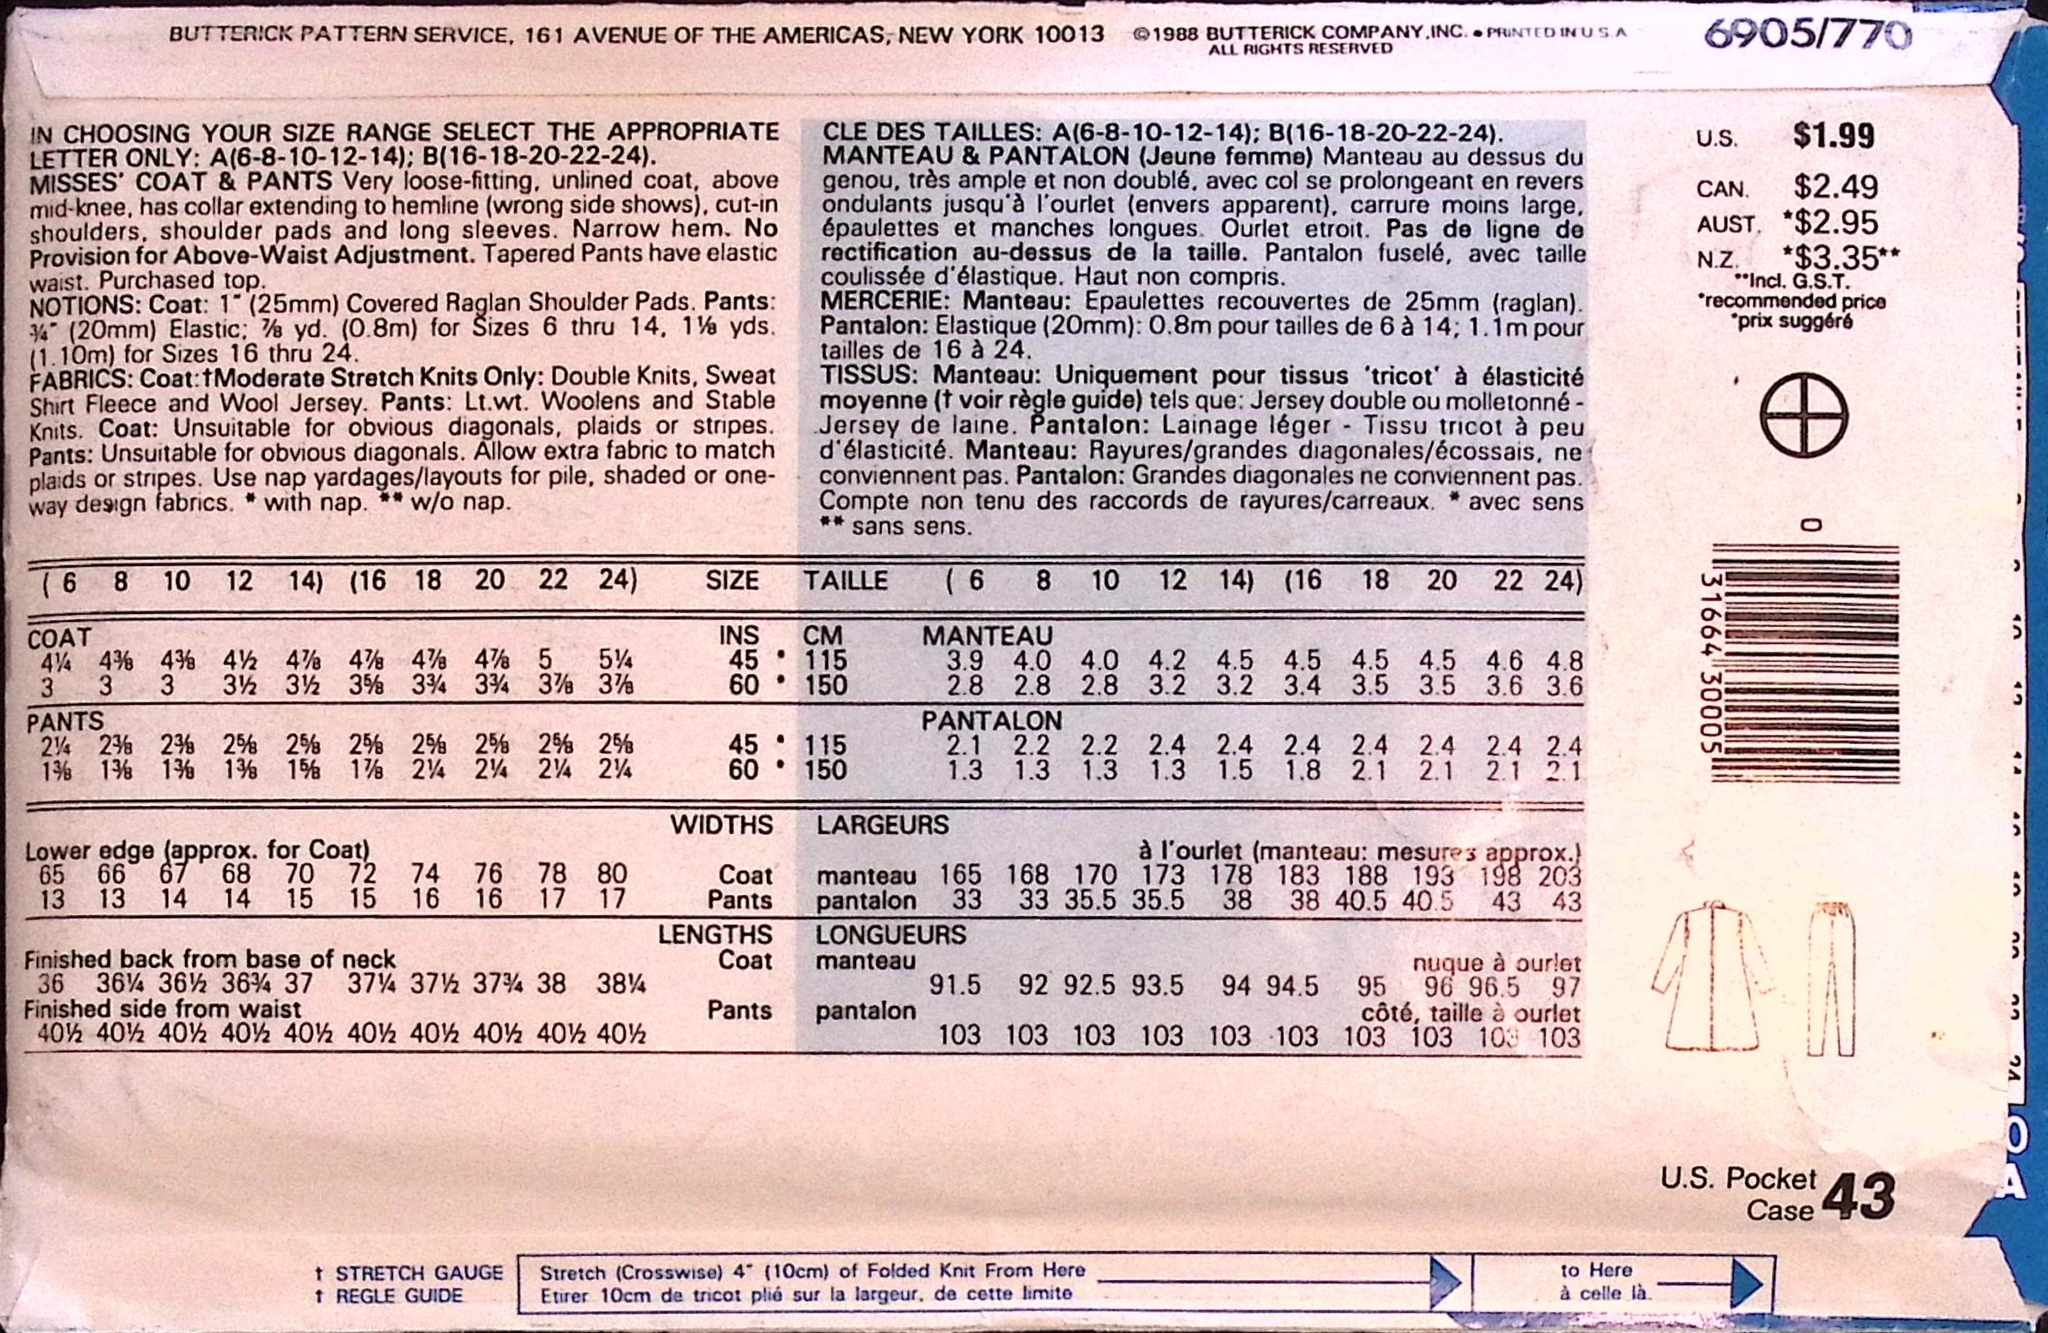 BUTTERICK PATTERN SERVICE, 161 AVENUE OF THE AMERICAS, NEW YORK 10013 ©1988 BUTTERICK COMPANY, INC. • PRINTED IN U S A
ALL RIGHTS RESERVED
6905/770
IN CHOOSING YOUR SIZE RANGE SELECT THE APPROPRIATE
LETTER ONLY: A(6-8-10-12-14); B(16-18-20-22-24).
MISSES' COAT & PANTS Very loose-fitting, unlined coat, above
mid-knee, has collar extending to hemline (wrong side shows), cut-in
shoulders, shoulder pads and long sleeves. Narrow hem. No
Provision for Above-Waist Adjustment. Tapered Pants have elastic
waist. Purchased top.
NOTIONS: Coat: 1" (25mm) Covered Raglan Shoulder Pads. Pants:
¾" (20mm) Elastic; ⅞ yd. (0.8m) for Sizes 6 thru 14, 1⅛ yds.
(1.10m) for Sizes 16 thru 24.
FABRICS: Coat:†Moderate Stretch Knits Only: Double Knits, Sweat
Shirt Fleece and Wool Jersey. Pants: Lt.wt. Woolens and Stable
Knits. Coat: Unsuitable for obvious diagonals, plaids or stripes.
Pants: Unsuitable for obvious diagonals. Allow extra fabric to match
plaids or stripes. Use nap yardages/layouts for pile, shaded or one-
way design fabrics. * with nap. ** w/o nap.
CLE DES TAILLES: A(6-8-10-12-14); B(16-18-20-22-24).
MANTEAU & PANTALON (Jeune femme) Manteau au dessus du
genou, très ample et non doublé, avec col se prolongeant en revers
ondulants jusqu'à l'ourlet (envers apparent), carrure moins large,
épaulettes et manches longues. Ourlet etroit. Pas de ligne de
rectification au-dessus de la taille. Pantalon fuselé, avec taille
coulissée d'élastique. Haut non compris.
MERCERIE: Manteau: Epaulettes recouvertes de 25mm (raglan).
Pantalon: Elastique (20mm): 0.8m pour tailles de 6 à 14; 1.1m pour
tailles de 16 à 24.
TISSUS: Manteau: Uniquement pour tissus 'tricot' à élasticité
moyenne († voir règle guide) tels que: Jersey double ou molletonné -
Jersey de laine. Pantalon: Lainage léger - Tissu tricot à peu
d'élasticité. Manteau: Rayures/grandes diagonales/écossais, ne
conviennent pas. Pantalon: Grandes diagonales ne conviennent pas.
Compte non tenu des raccords de rayures/carreaux. * avec sens
** sans sens.
U.S. $1.99
CAN. $2.49
AUST. *$2.95
N.Z. *$3.35**
**Incl. G.S.T.
*recommended price
*prix suggéré
0
31664 30005
( 6 8 10 12 14) (16 18 20 22 24) SIZE TAILLE ( 6 8 10 12 14) (16 18 20 22 24)
COAT INS CM MANTEAU
4¼ 4⅜ 4⅜ 4½ 4⅞ 4⅞ 4⅞ 4⅞ 5 5¼ 45 * 115 3.9 4.0 4.0 4.2 4.5 4.5 4.5 4.5 4.6 4.8
3 3 3 3½ 3½ 3⅝ 3¾ 3¾ 3⅞ 3⅞ 60 * 150 2.8 2.8 2.8 3.2 3.2 3.4 3.5 3.5 3.6 3.6
PANTS PANTALON
2¼ 2⅜ 2⅜ 2⅝ 2⅝ 2⅝ 2⅝ 2⅝ 2⅝ 2⅝ 45 * 115 2.1 2.2 2.2 2.4 2.4 2.4 2.4 2.4 2.4 2.4
1⅜ 1⅜ 1⅜ 1⅜ 1⅝ 1⅞ 2¼ 2¼ 2¼ 2¼ 60 * 150 1.3 1.3 1.3 1.3 1.5 1.8 2.1 2.1 2.1 2.1
WIDTHS LARGEURS
Lower edge (approx. for Coat) à l'ourlet (manteau: mesures approx.)
65 66 67 68 70 72 74 76 78 80 Coat manteau 165 168 170 173 178 183 188 193 198 203
13 13 14 14 15 15 16 16 17 17 Pants pantalon 33 33 35.5 35.5 38 38 40.5 40.5 43 43
LENGTHS LONGUEURS
Finished back from base of neck Coat manteau nuque à ourlet
36 36¼ 36½ 36¾ 37 37¼ 37½ 37¾ 38 38¼ 91.5 92 92.5 93.5 94 94.5 95 96 96.5 97
Finished side from waist Pants pantalon côté, taille à ourlet
40½ 40½ 40½ 40½ 40½ 40½ 40½ 40½ 40½ 40½ 103 103 103 103 103 103 103 103 103 103
U.S. Pocket
Case 43
† STRETCH GAUGE Stretch (Crosswise) 4" (10cm) of Folded Knit From Here to Here
† REGLE GUIDE Etirer 10cm de tricot plié sur la largeur, de cette limite à celle là.